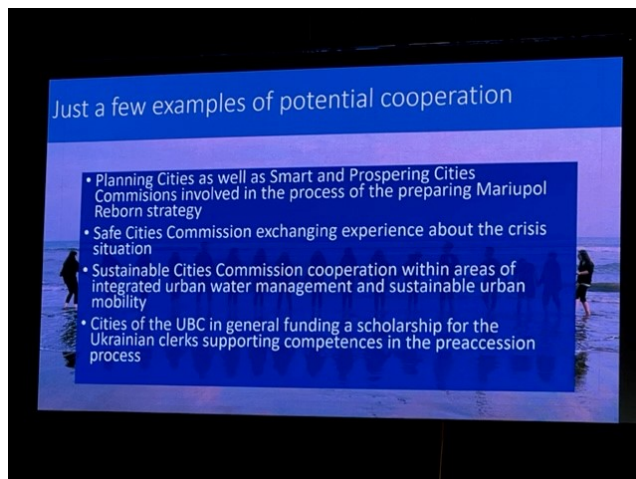 Just a few examples of potential cooperation
• Planning Cities as well as Smart and Prospering Cities
Commisions involved in the process of the preparing Mariupol
Reborn strategy
• Safe Cities Commission exchanging experience about the crisis
situation
• Sustainable Cities Commission cooperation within areas of
integrated urban water management and sustainable urban
mobility
• Cities of the UBC in general funding a scholarship for the
Ukrainian clerks supporting competences in the preaccession
process